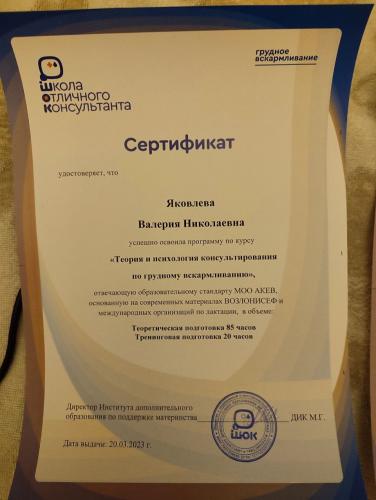 Школа
отличного
консультанта
грудное
вскармливание
Сертификат
удостоверяет, что
Яковлева
Валерия Николаевна
успешно освоила программу по курсу
«Теория и психология консультирования
по грудному вскармливанию»,
отвечающую образовательному стандарту МОО АКЕВ,
основанную на современных материалах ВОЗ/ЮНИСЕФ и
международных организаций по лактации, в объеме:
Теоретическая подготовка 85 часов
Тренинговая подготовка 20 часов
Директор Института дополнительного
образования по поддержке материнства
ДИК М.Г.
ШОК
Дата выдачи: 20.03.2023 г.